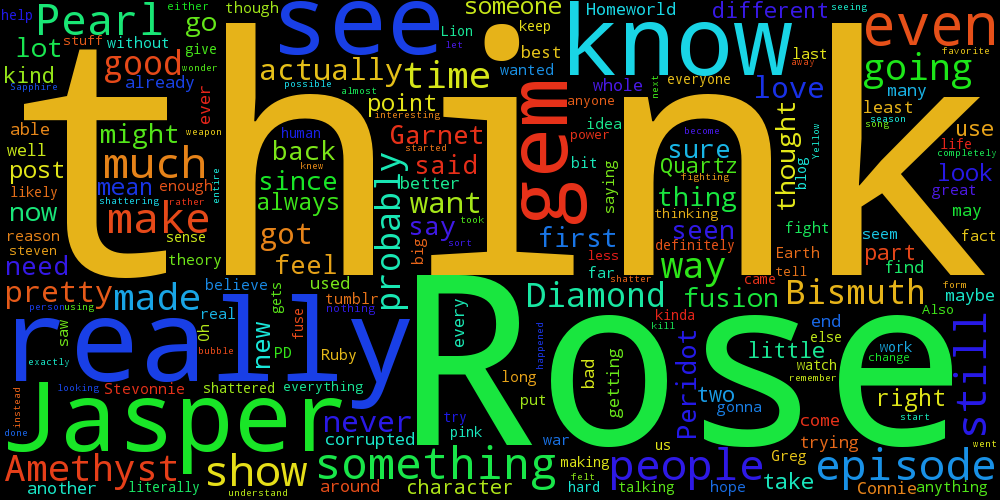 help
either
though
someone
Homeworld
different
seeing
Pearl
go
see
Lion
keep
know
even
stuff
without
give
let
best
last
favorite
lot
good
wonder
actually
time
wanted
away
going
kind
already
possible
everyone
sapphire
ever
almost
whole
love
many
think
point
interesting
gem
anyone
next
least
song
season
able
might
weapon
human
Garnet
started
power
idea
become
Yellow
use
well
back
knew
sure
thought
life
completely
post
much
said
bit
Quartz
fighting
blog
look
likely
mean
enough
since
probably
better
saying
thing
great
shattering
rather
entire
always
want
took
thinking
may
now
make
say
first
seen
fight
seem
fact
reason
sense
got
big
sort
definitely
Earth
part
steven
theory
feel
less
way
tell
find
need
believe
used
far
shatter
came
form
pretty
made
gets
tumblr
Diamond
fusion
Bismuth
maybe
person
using
real
nothing
every
kinda
Also
really
saw
Oh
new
fuse
Rose
happened
kill
end
else
work
still
exactly
bubble
PD
Ruby
little
watch
change
looking
Stevonnie
shattered
everything
long
bad
getting
Peridot
two
remember
right
instead
Jasper
never
try
put
gonna
come
start
done
corrupted
pink
war
us
trying
went
Amethyst
show
something
making
people
Greg
episode
another
literally
understand
around
character
felt
hard
talking
hope
take
Connie
anything